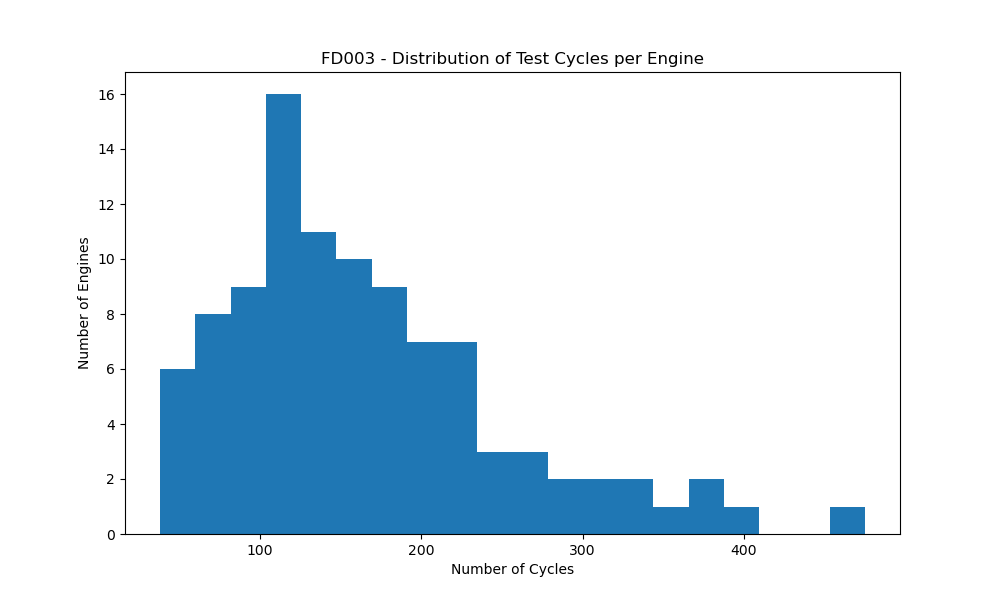 FD003 - Distribution of Test Cycles per Engine
16
14
12
10
8
6
4
2
0
Number of Engines
100 200 300 400
Number of Cycles